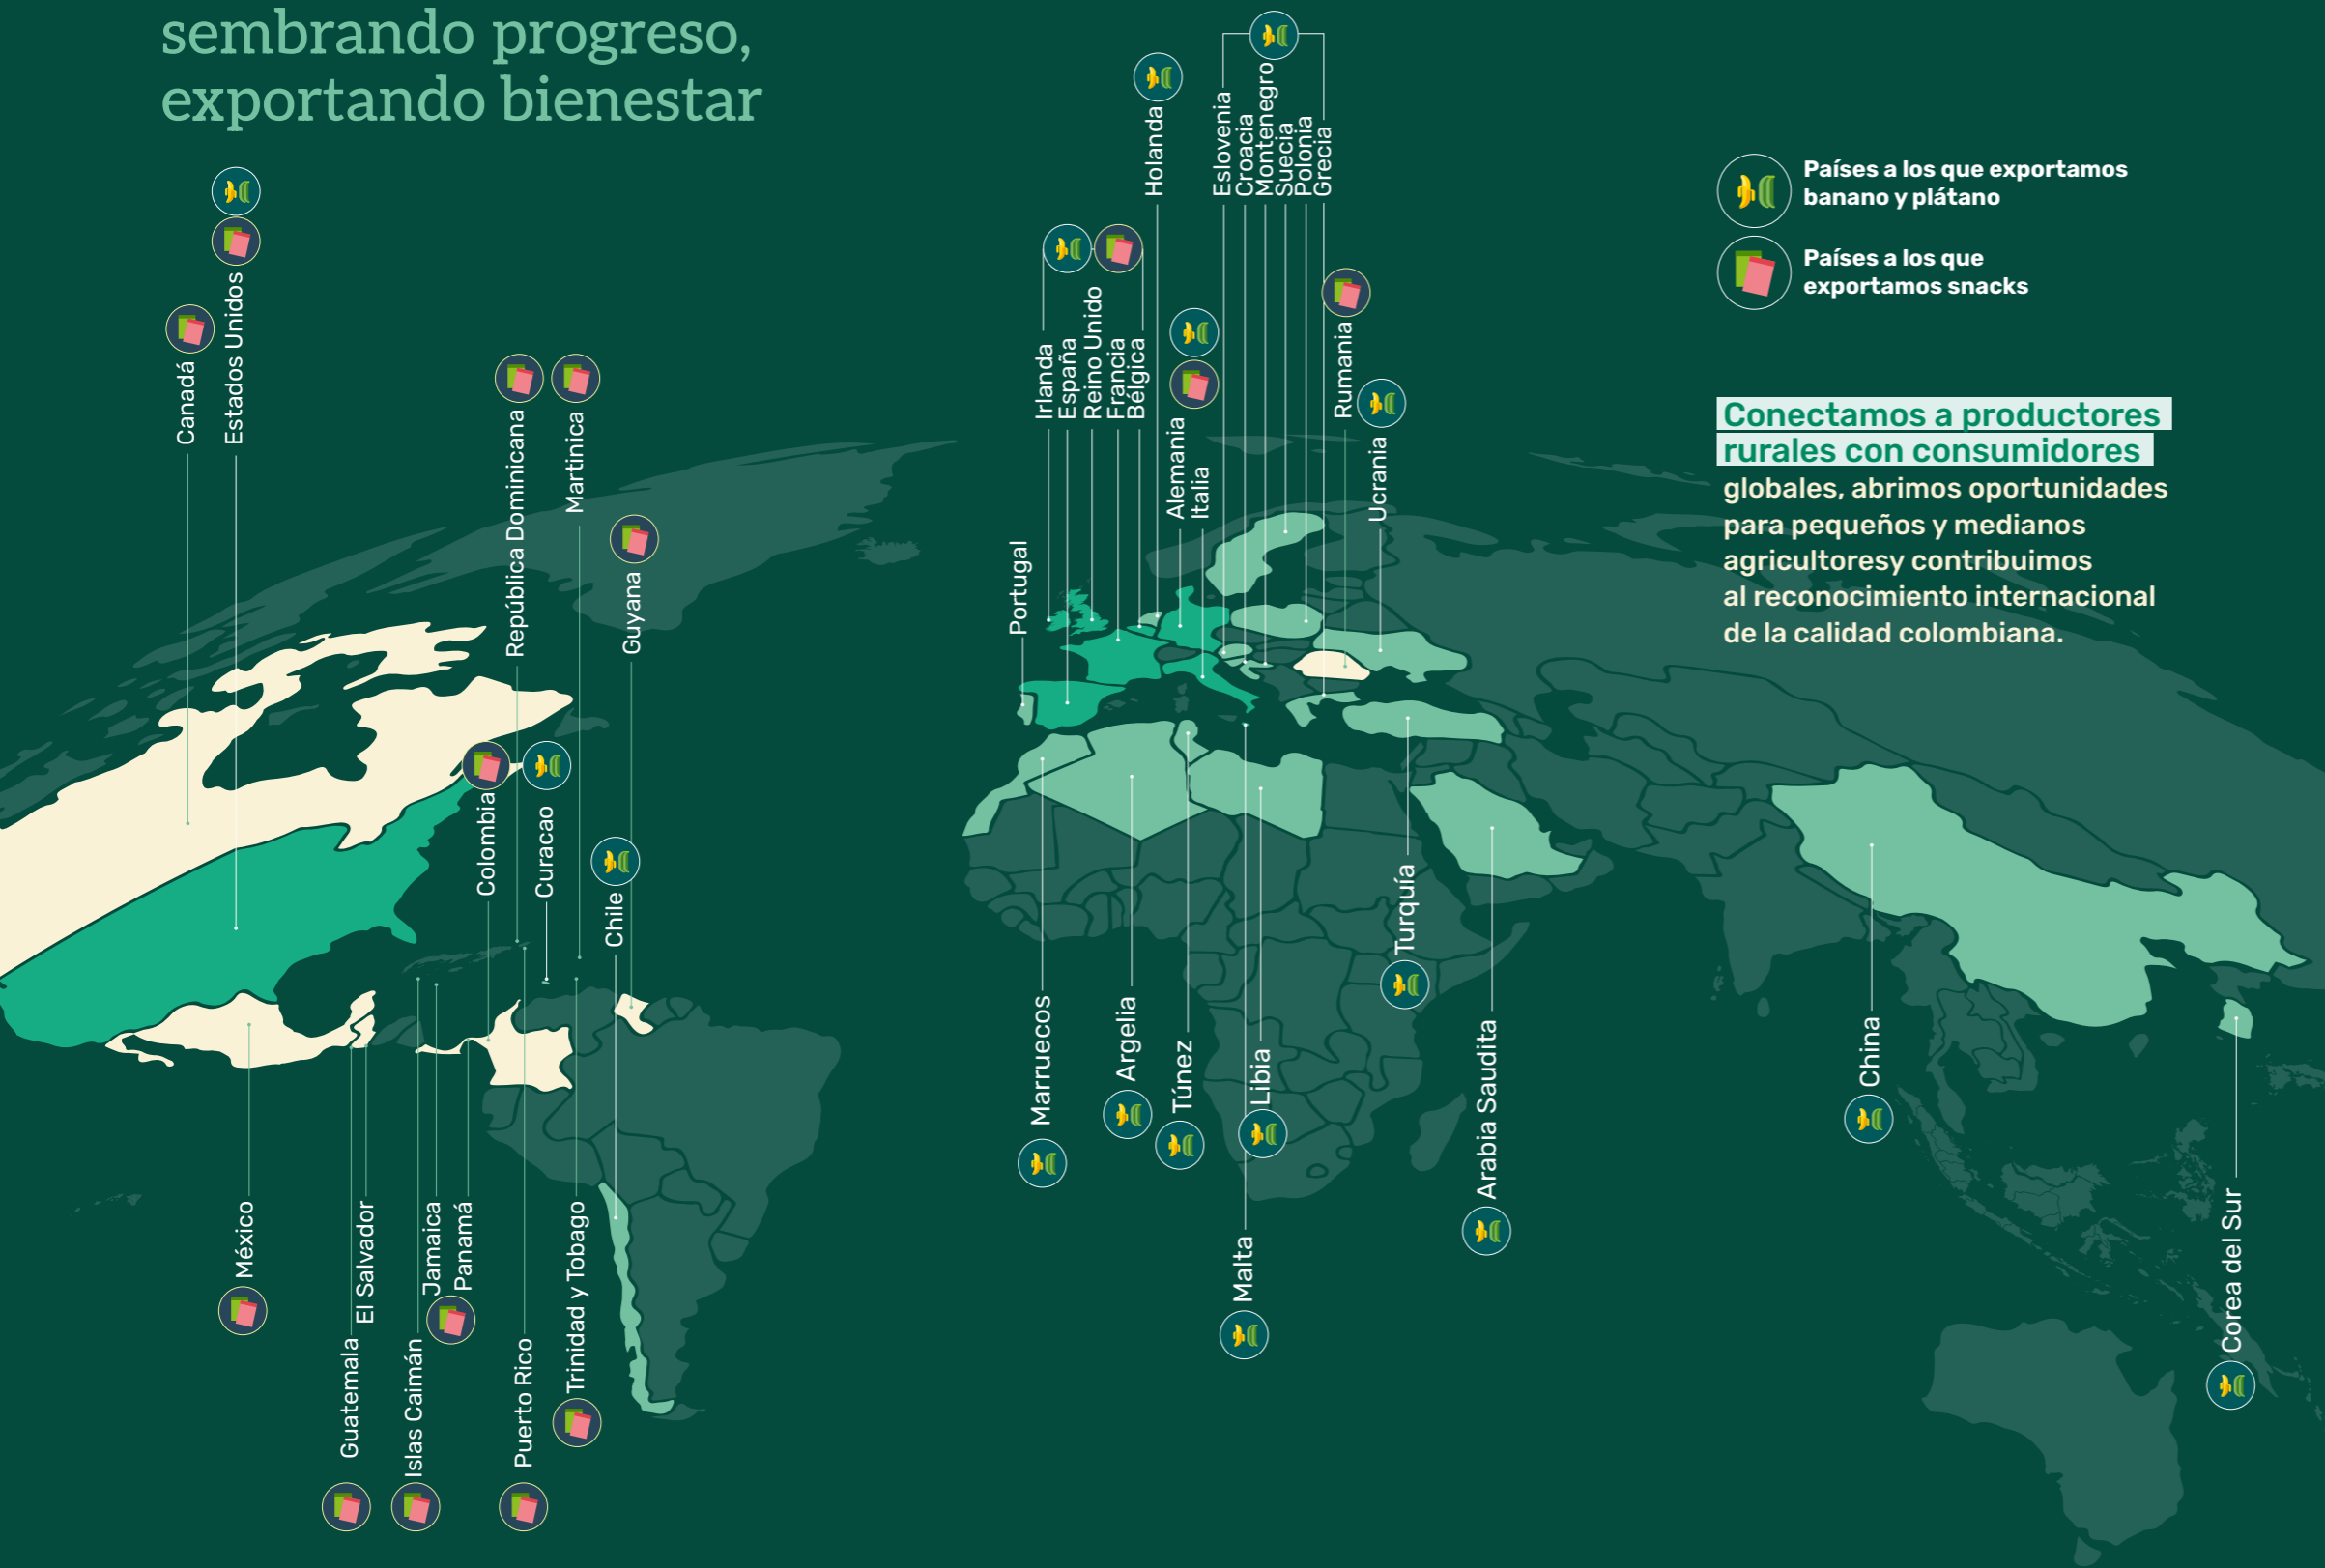 sembrando progreso,
exportando bienestar
Países a los que exportamos
banano y plátano
Países a los que
exportamos snacks
Conectamos a productores
rurales con consumidores
globales, abrimos oportunidades
para pequeños y medianos
agricultoresy contribuimos
al reconocimiento internacional
de la calidad colombiana.
Canadá
Estados Unidos
República Dominicana
Martinica
Guyana
Colombia
Curacao
Chile
México
Guatemala
El Salvador
Islas Caimán
Jamaica
Panamá
Puerto Rico
Trinidad y Tobago
Portugal
Irlanda
España
Reino Unido
Francia
Bélgica
Holanda
Alemania
Italia
Eslovenia
Croacia
Montenegro
Suecia
Polonia
Grecia
Rumania
Ucrania
Marruecos
Argelia
Túnez
Libia
Malta
Turquía
Arabia Saudita
China
Corea del Sur